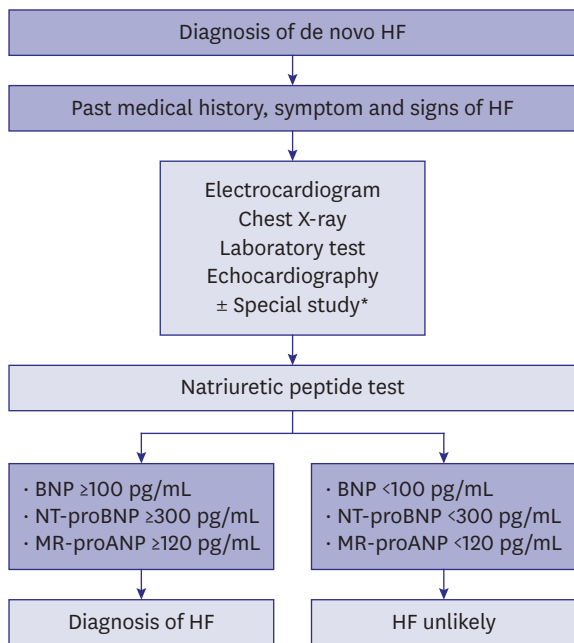 Diagnosis of de novo HF
Past medical history, symptom and signs of HF
Electrocardiogram
Chest X-ray
Laboratory test
Echocardiography
± Special study*
Natriuretic peptide test
· BNP ≥100 pg/mL
· NT-proBNP ≥300 pg/mL
· MR-proANP ≥120 pg/mL
· BNP <100 pg/mL
· NT-proBNP <300 pg/mL
· MR-proANP <120 pg/mL
Diagnosis of HF
HF unlikely